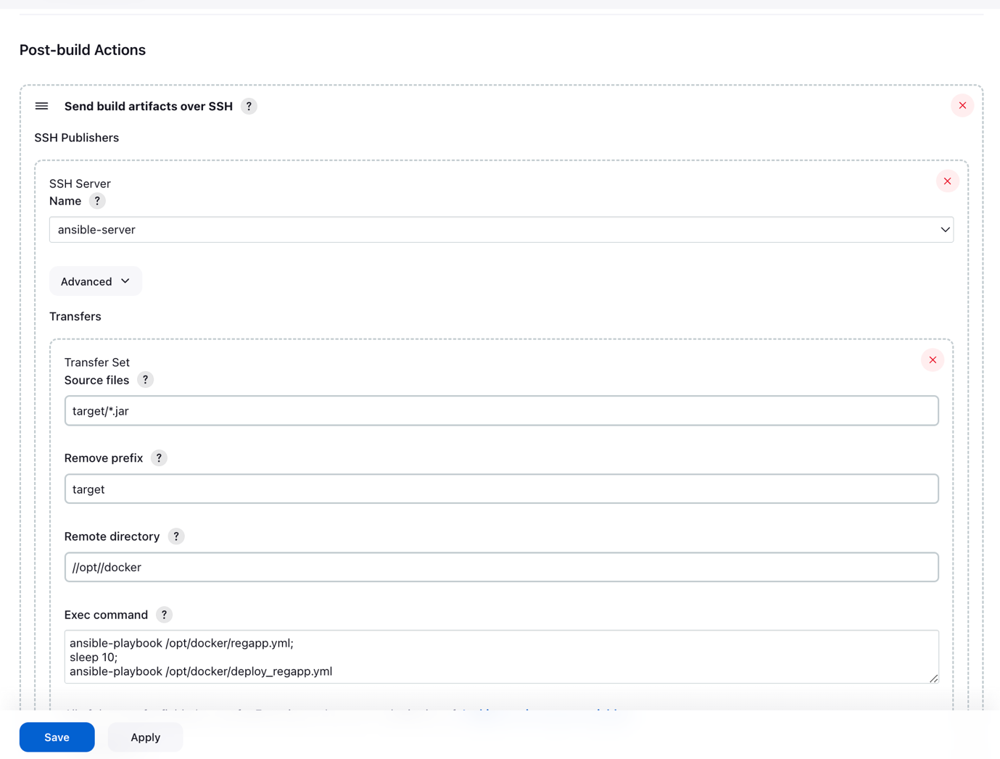 Post-build Actions
Send build artifacts over SSH ?
SSH Publishers
SSH Server
Name ?
ansible-server
Advanced
Transfers
Transfer Set
Source files ?
target/*.jar
Remove prefix ?
target
Remote directory ?
//opt//docker
Exec command ?
ansible-playbook /opt/docker/regapp.yml;
sleep 10;
ansible-playbook /opt/docker/deploy_regapp.yml
Save Apply